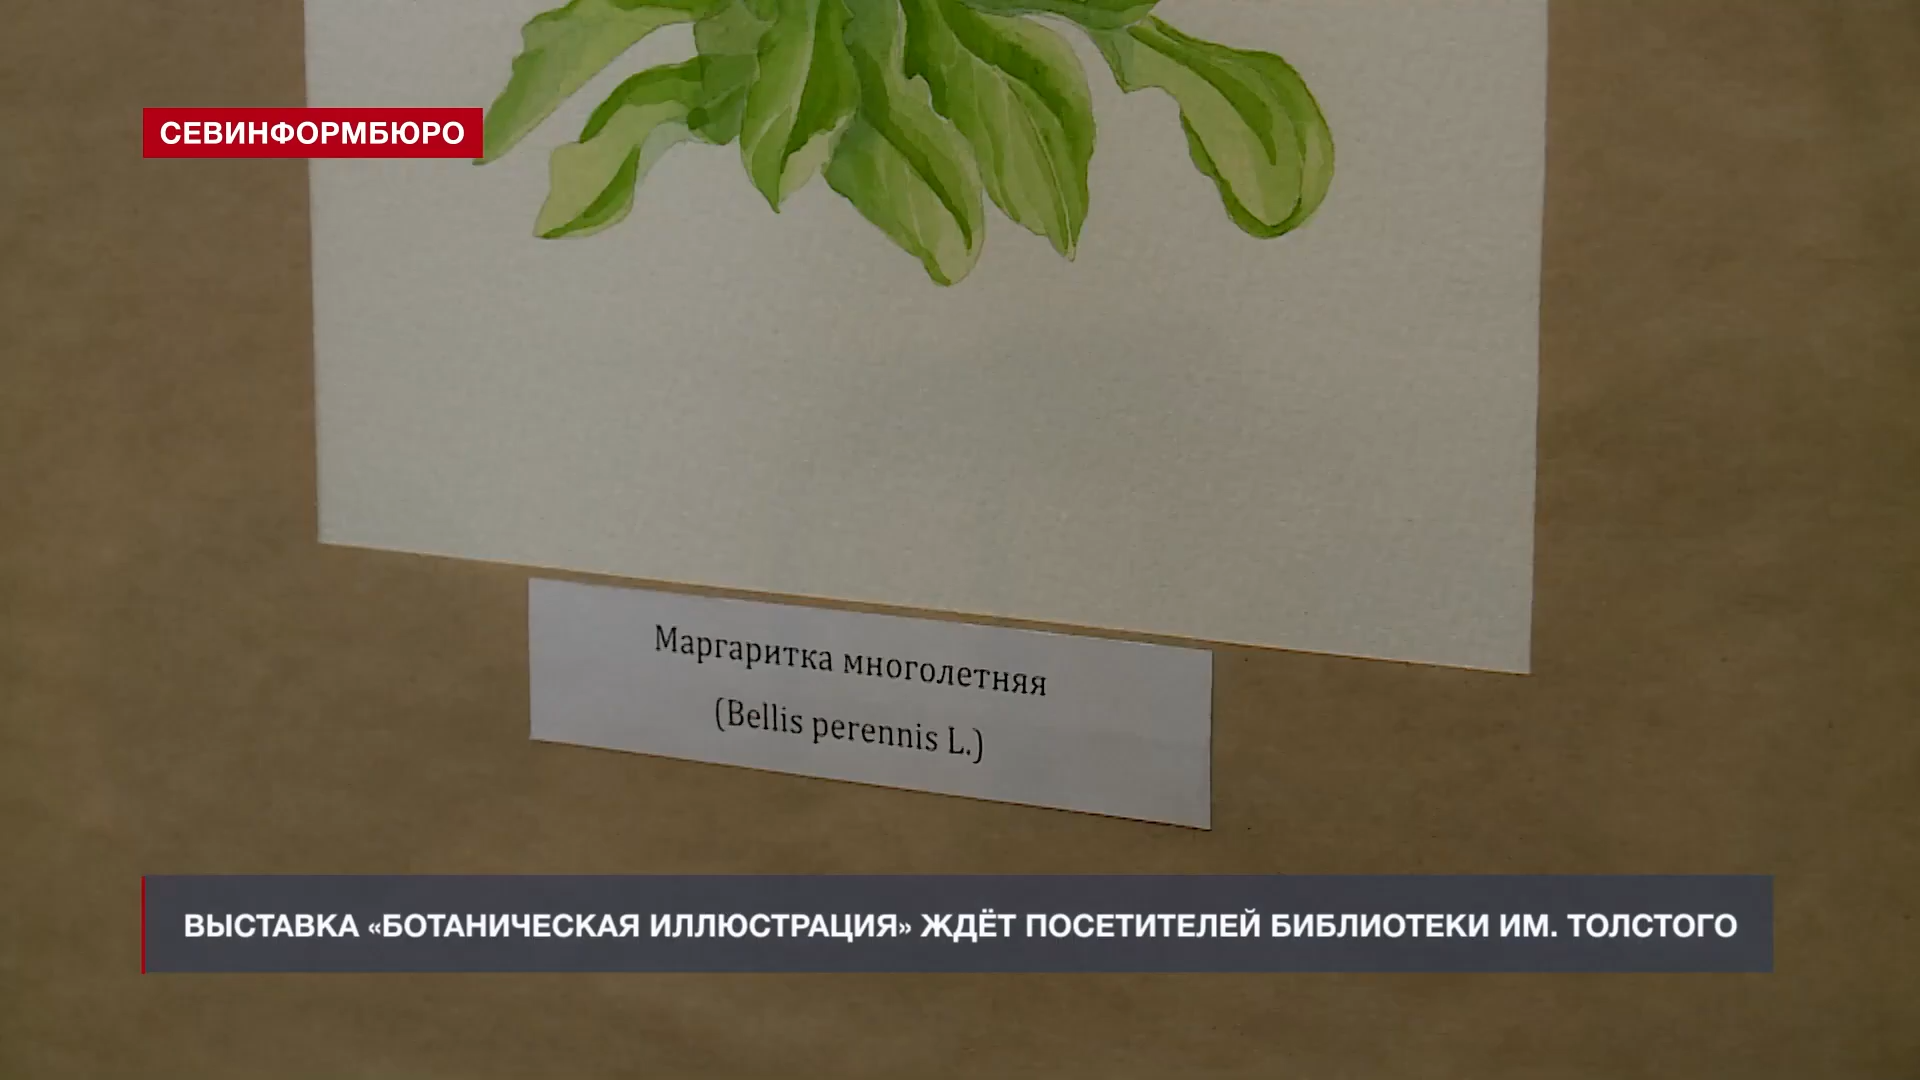 СЕВИНФОРМБЮРО
Маргаритка многолетняя
(Bellis perennis L.)
ВЫСТАВКА «БОТАНИЧЕСКАЯ ИЛЛЮСТРАЦИЯ» ЖДЁТ ПОСЕТИТЕЛЕЙ БИБЛИОТЕКИ ИМ. ТОЛСТОГО